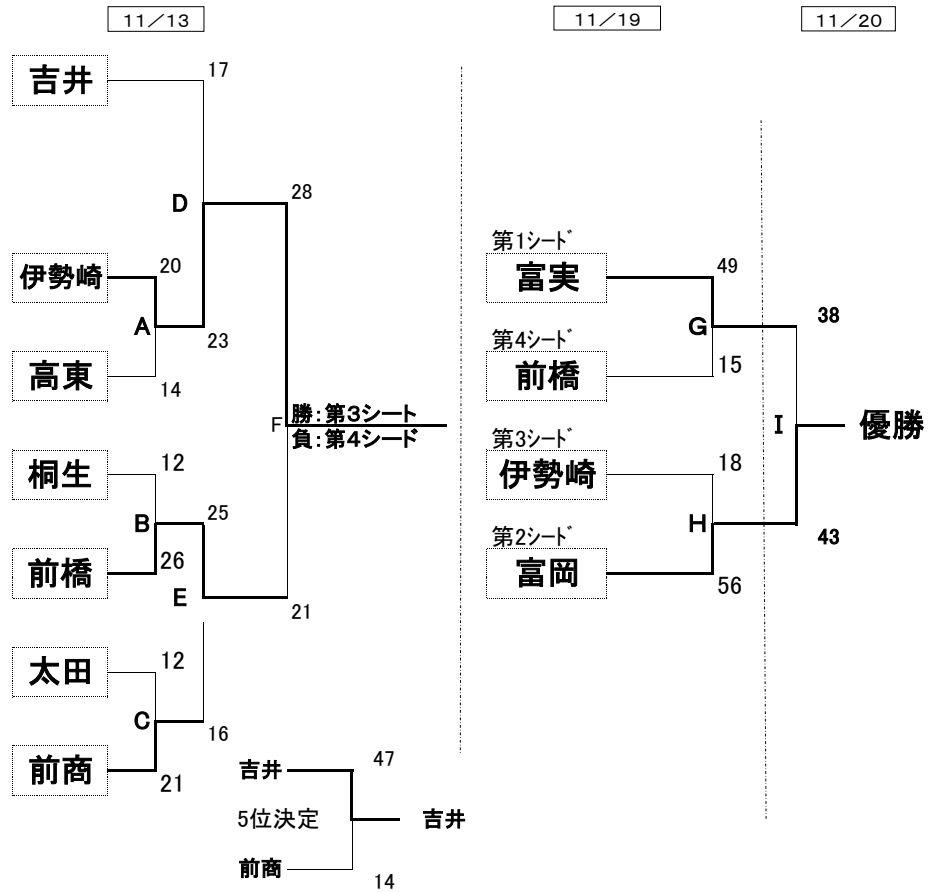 11/13
11/19
11/20
吉井
17
D
28
伊勢崎
20
A
23
高東
14
F
勝:第3シート
負:第4シード
桐生
12
B
25
前橋
26
E
21
太田
12
C
16
前商
21
吉井
47
5位決定
吉井
前商
14
第1シード
富実
49
G
38
第4シード
前橋
15
I
優勝
第3シード
伊勢崎
18
H
43
第2シード
富岡
56